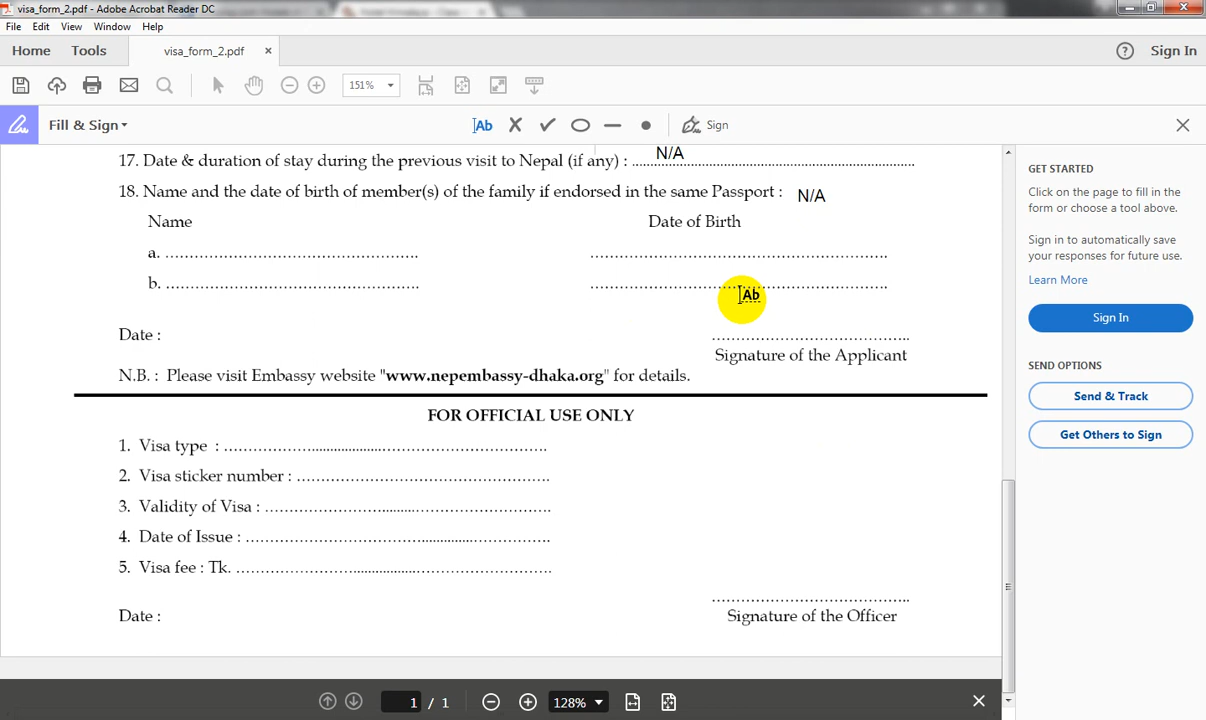 visa_form_2.pdf - Adobe Acrobat Reader DC
File Edit View Window Help
Home Tools visa_form_2.pdf × ? Sign In
151%
Fill & Sign Ab Sign
17. Date & duration of stay during the previous visit to Nepal (if any) : N/A
18. Name and the date of birth of member(s) of the family if endorsed in the same Passport : N/A
Name Date of Birth
a. ……………………………………………. …………………………………………………….
b. ……………………………………………. …………………………………………………….
Ab
Date : …………………………………..
Signature of the Applicant
N.B. : Please visit Embassy website "www.nepembassy-dhaka.org" for details.
FOR OFFICIAL USE ONLY
1. Visa type : ………………..................……………………………….
2. Visa sticker number : …………………………………………….
3. Validity of Visa : ……………………........……………………….
4. Date of Issue : ………………………………............…………….
5. Visa fee : Tk. ……………………...............……………………….
…………………………………..
Date : Signature of the Officer
GET STARTED
Click on the page to fill in the
form or choose a tool above.
Sign in to automatically save
your responses for future use.
Learn More
Sign In
SEND OPTIONS
Send & Track
Get Others to Sign
1 / 1 128%